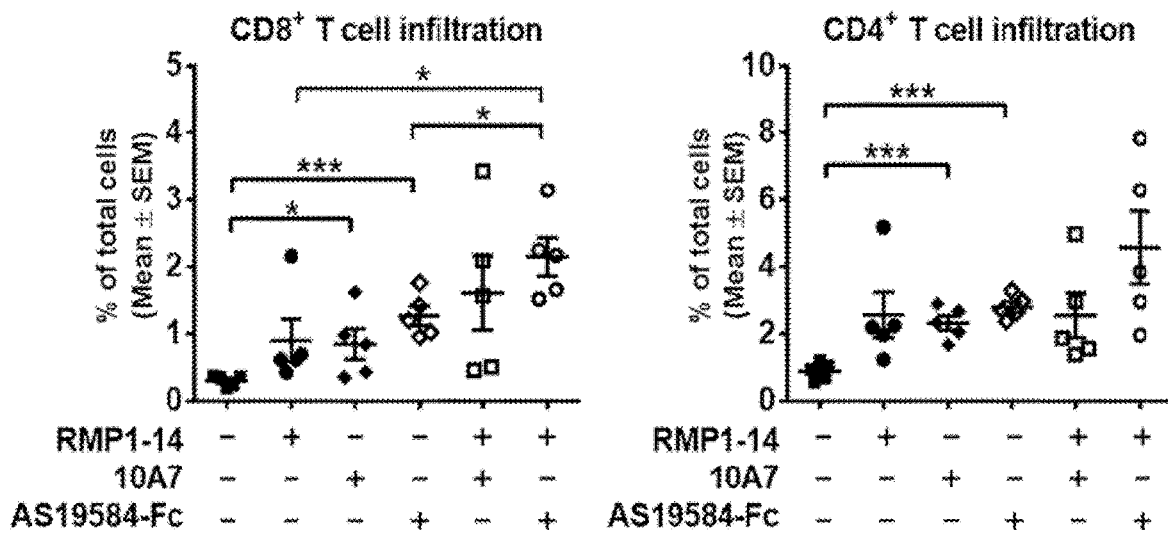 CD8+ T cell infiltration
% of total cells
(Mean ± SEM)
5
4
3
2
1
0
*
*
***
*
RMP1-14 - + - - + +
10A7 - - + - + -
AS19584-Fc - - - + - +
CD4+ T cell infiltration
% of total cells
(Mean ± SEM)
10
8
6
4
2
0
***
***
RMP1-14 - + - - + +
10A7 - - + - + -
AS19584-Fc - - - + - +